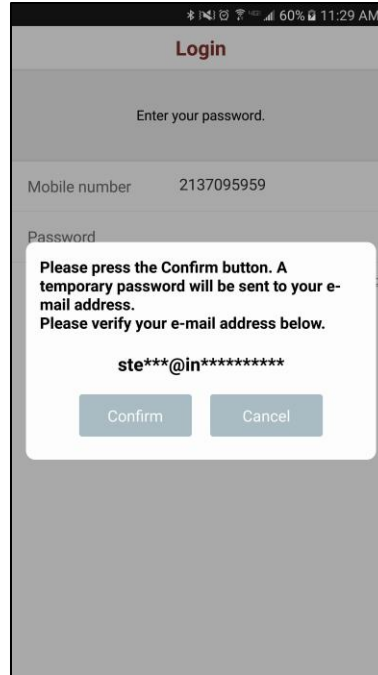 60% 11:29 AM
Login
Enter your password.
Mobile number 2137095959
Password
Please press the Confirm button. A
temporary password will be sent to your e-
mail address.
Please verify your e-mail address below.
ste***@in**********
Confirm Cancel